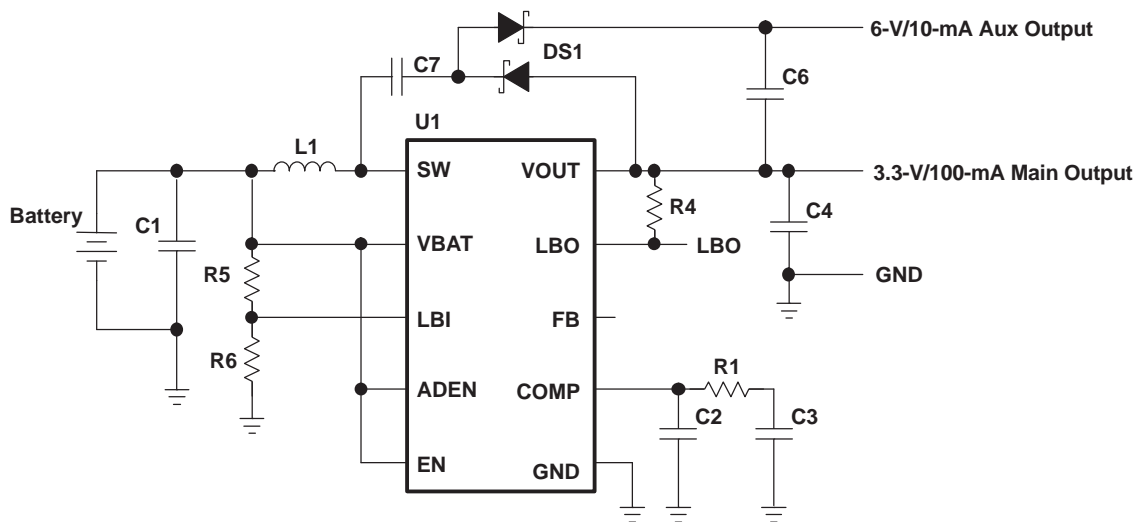 6-V/10-mA Aux Output
DS1
C7
C6
U1
L1
SW
VOUT
3.3-V/100-mA Main Output
Battery
C1
R4
C4
VBAT
LBO
LBO
R5
GND
LBI
FB
R6
R1
ADEN
COMP
C2
C3
EN
GND